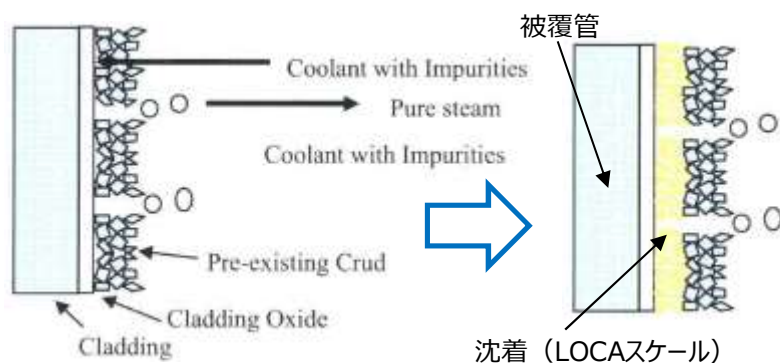 被覆管
Coolant with Impurities
Pure steam
Coolant with Impurities
Pre-existing Crud
Cladding Oxide
Cladding
沈着（LOCAスケール）